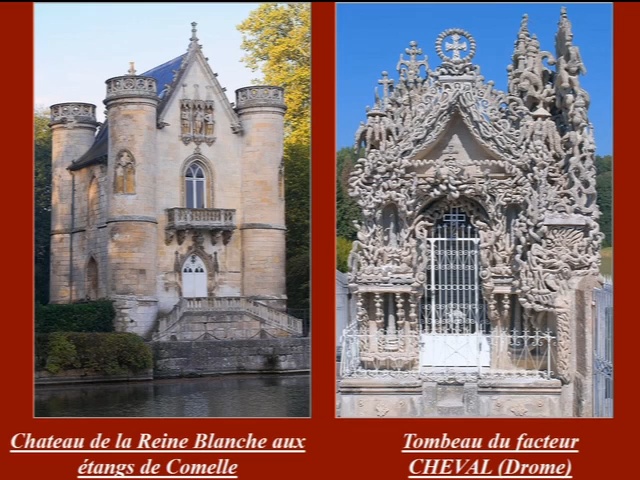 Chateau de la Reine Blanche aux
étangs de Comelle
Tombeau du facteur
CHEVAL (Drome)